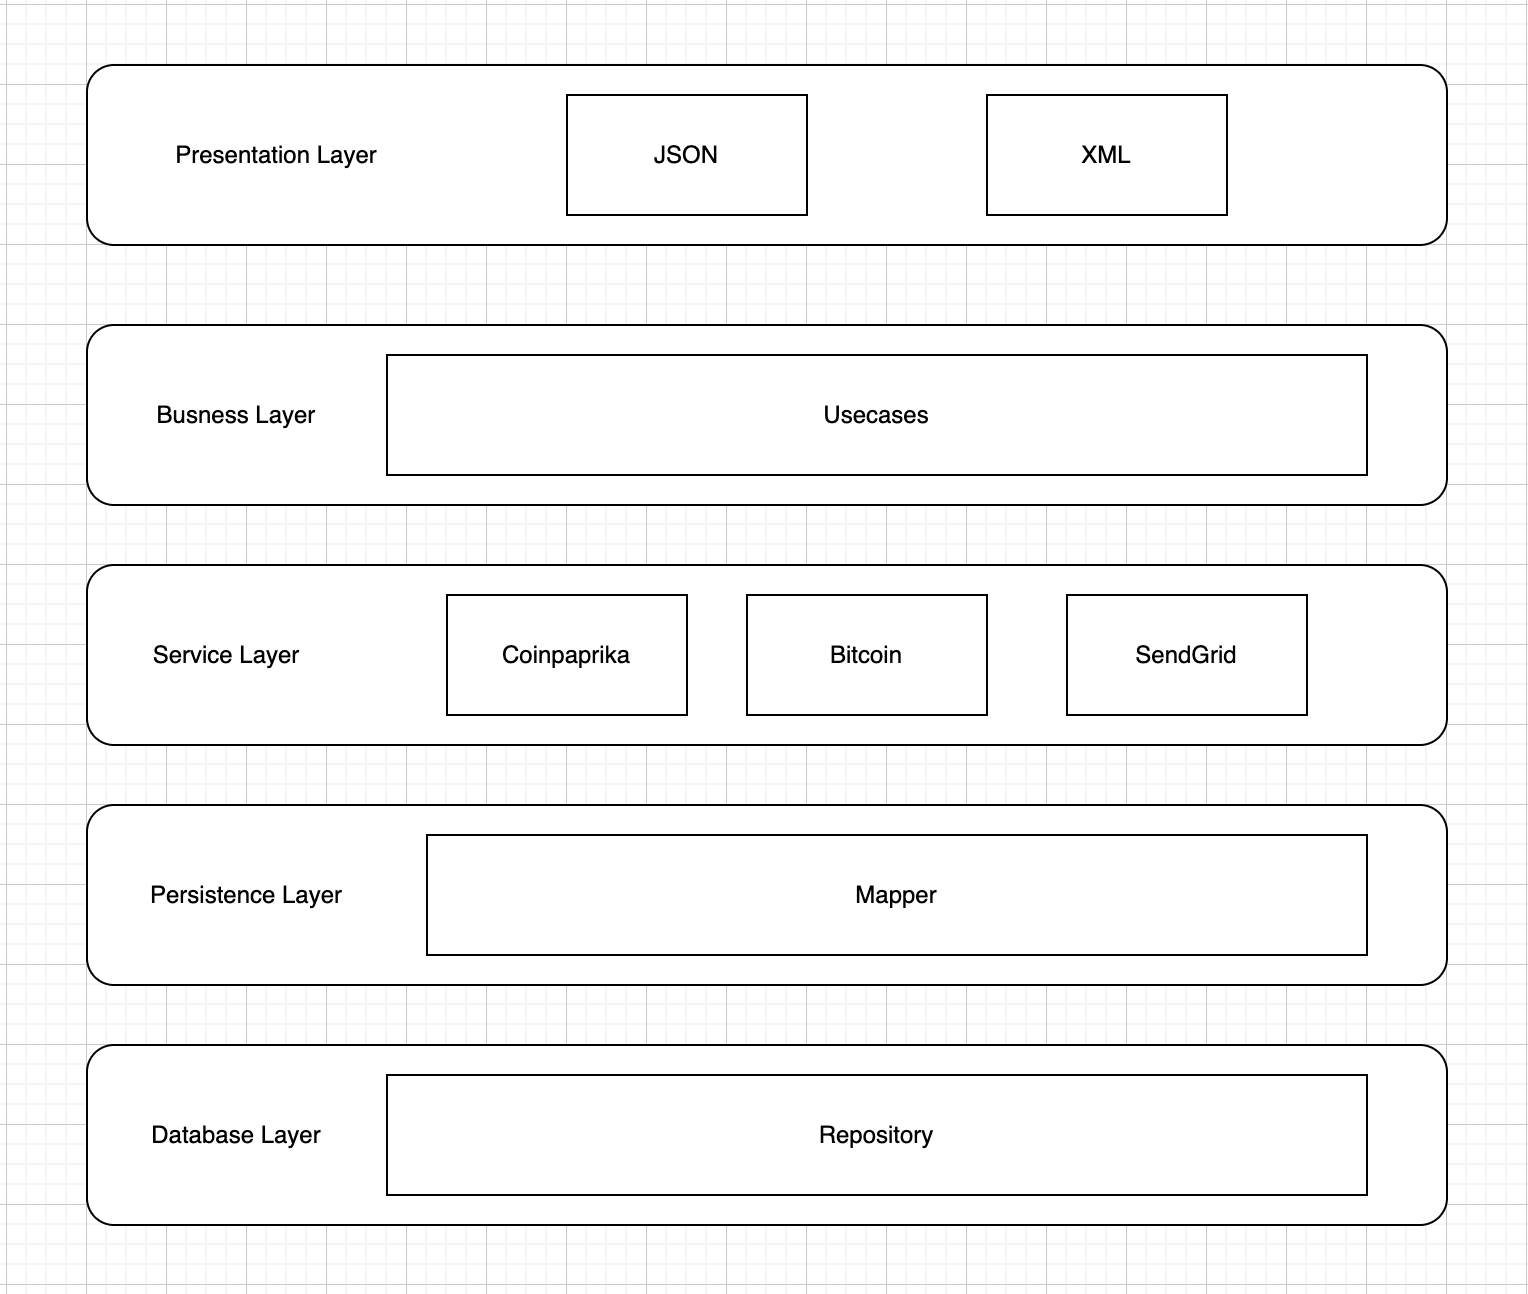 Presentation Layer
JSON
XML
Busness Layer
Usecases
Service Layer
Coinpaprika
Bitcoin
SendGrid
Persistence Layer
Mapper
Database Layer
Repository